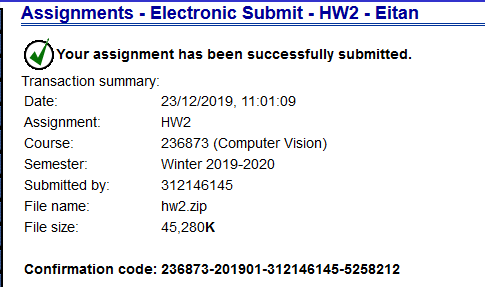 Assignments - Electronic Submit - HW2 - Eitan
Your assignment has been successfully submitted.
Transaction summary:
Date: 23/12/2019, 11:01:09
Assignment: HW2
Course: 236873 (Computer Vision)
Semester: Winter 2019-2020
Submitted by: 312146145
File name: hw2.zip
File size: 45,280K
Confirmation code: 236873-201901-312146145-5258212